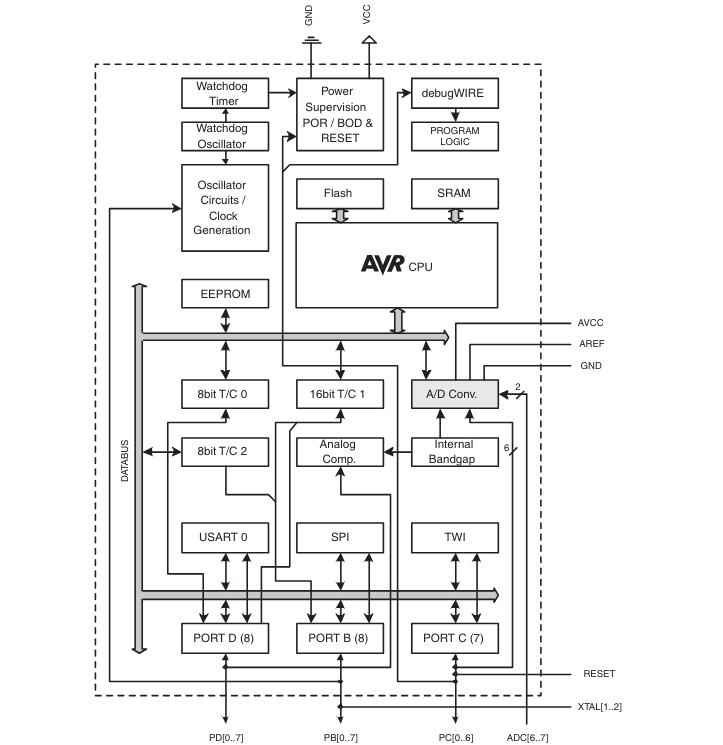 GND
VCC
Watchdog
Timer
Power
Supervision
POR / BOD &
RESET
debugWIRE
Watchdog
Oscillator
PROGRAM
LOGIC
Oscillator
Circuits /
Clock
Generation
Flash
SRAM
AVR CPU
EEPROM
AVCC
AREF
GND
8bit T/C 0
16bit T/C 1
A/D Conv.
2
DATABUS
8bit T/C 2
Analog
Comp.
Internal
Bandgap
6
USART 0
SPI
TWI
PORT D (8)
PORT B (8)
PORT C (7)
RESET
XTAL[1..2]
PD[0..7]
PB[0..7]
PC[0..6]
ADC[6..7]